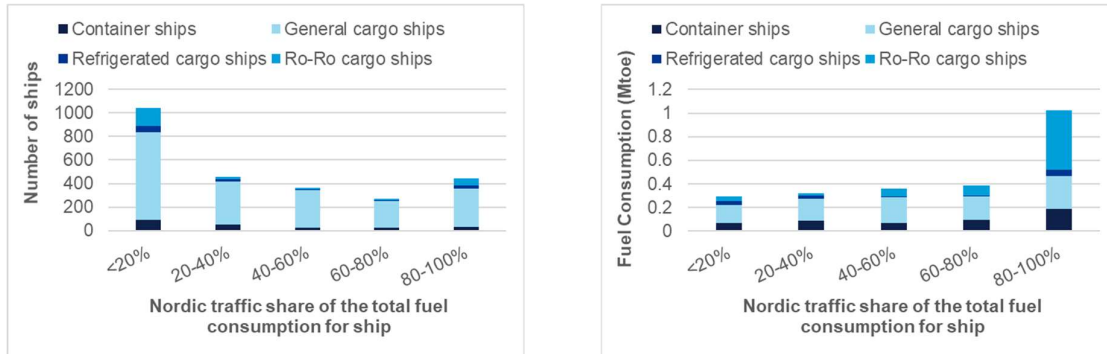 Container ships
General cargo ships
Refrigerated cargo ships
Ro-Ro cargo ships
Number of ships
1200
1000
800
600
400
200
0
<20%
20-40%
40-60%
60-80%
80-100%
Nordic traffic share of the total fuel
consumption for ship
Container ships
General cargo ships
Refrigerated cargo ships
Ro-Ro cargo ships
Fuel Consumption (Mtoe)
1.2
1
0.8
0.6
0.4
0.2
0
<20%
20-40%
40-60%
60-80%
80-100%
Nordic traffic share of the total fuel
consumption for ship